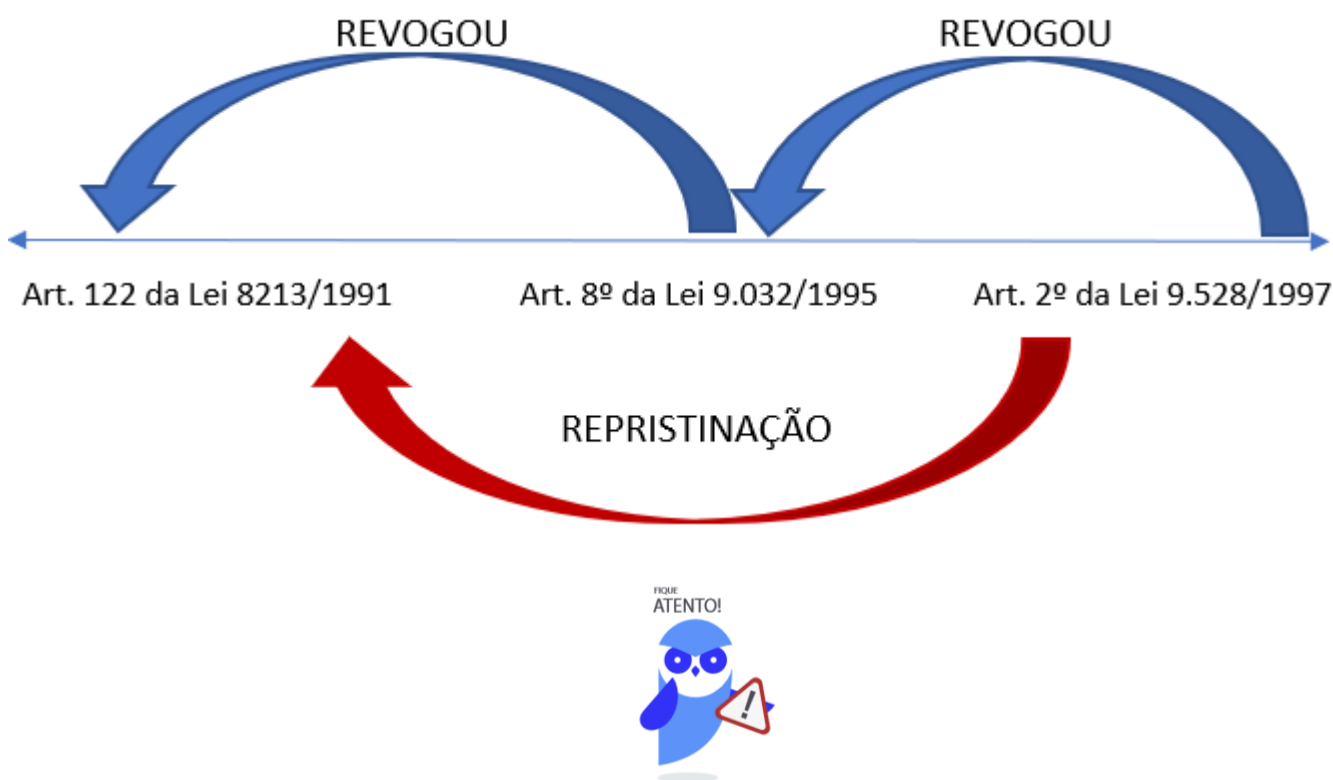 REVOGOU
REVOGOU
Art. 122 da Lei 8213/1991
Art. 8º da Lei 9.032/1995
Art. 2º da Lei 9.528/1997
REPRISTINAÇÃO
FIQUE
ATENTO!
!